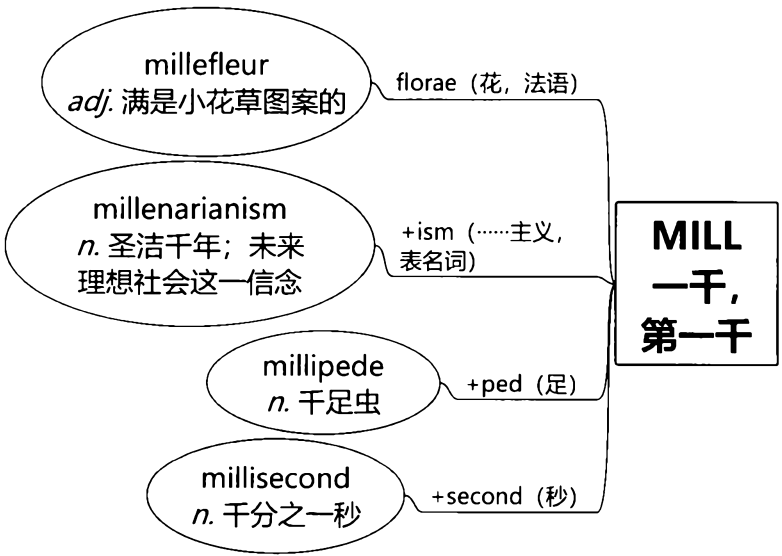 millefleur
adj. 满是小花草图案的
florae（花，法语）
millenarianism
n. 圣洁千年；未来
理想社会这一信念
+ism（……主义，
表名词）
MILL
一千，
第一千
millipede
n. 千足虫
+ped（足）
millisecond
n. 千分之一秒
+second（秒）